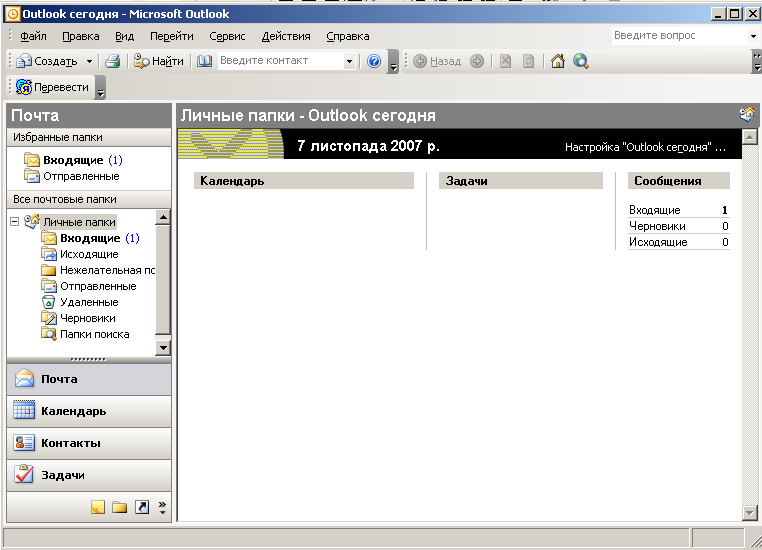 Outlook сегодня - Microsoft Outlook
Файл Правка Вид Перейти Сервис Действия Справка Введите вопрос
Создать Найти Введите контакт Назад
Перевести
Почта
Личные папки - Outlook сегодня
Избранные папки
Входящие (1)
Отправленные
Все почтовые папки
Личные папки
Входящие (1)
Исходящие
Нежелательная пс
Отправленные
Удаленные
Черновики
Папки поиска
Почта
Календарь
Контакты
Задачи
7 листопада 2007 р. Настройка "Outlook сегодня" ...
Календарь Задачи Сообщения
Входящие 1
Черновики 0
Исходящие 0